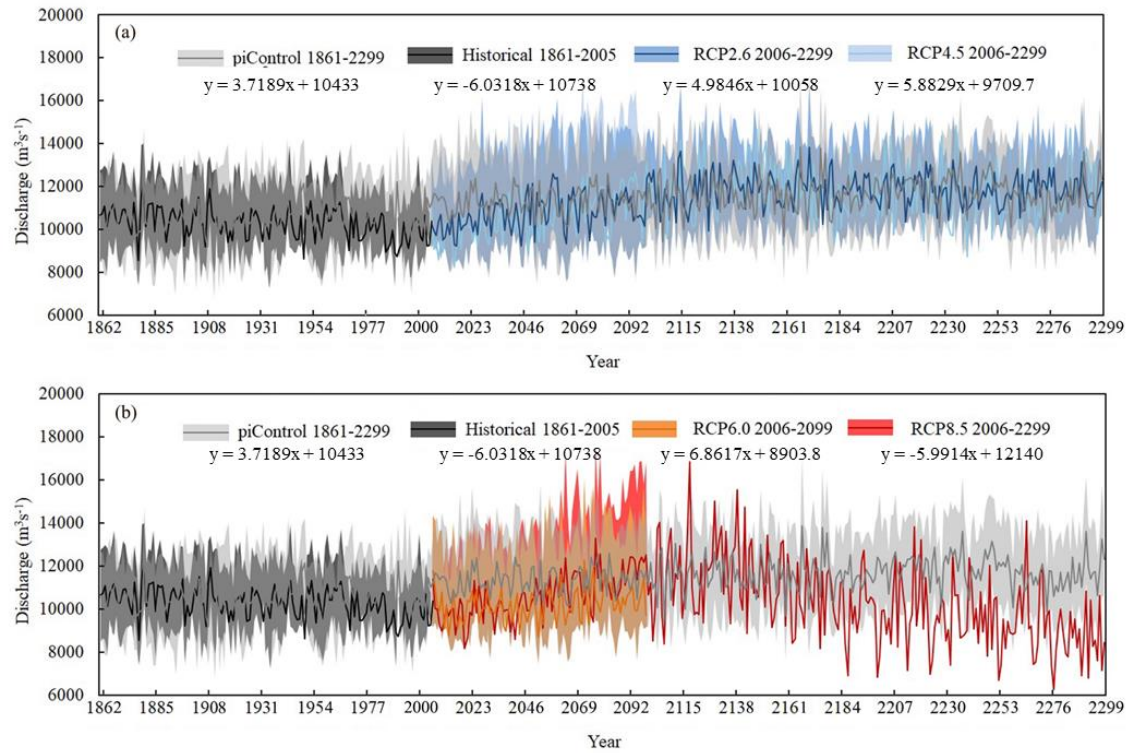 20000
18000
16000
14000
12000
10000
8000
6000
Discharge (m³s⁻¹)
(a)
piControl 1861-2299 Historical 1861-2005 RCP2.6 2006-2299 RCP4.5 2006-2299
y = 3.7189x + 10433 y = -6.0318x + 10738 y = 4.9846x + 10058 y = 5.8829x + 9709.7
1862 1885 1908 1931 1954 1977 2000 2023 2046 2069 2092 2115 2138 2161 2184 2207 2230 2253 2276 2299
Year
20000
18000
16000
14000
12000
10000
8000
6000
Discharge (m³s⁻¹)
(b)
piControl 1861-2299 Historical 1861-2005 RCP6.0 2006-2099 RCP8.5 2006-2299
y = 3.7189x + 10433 y = -6.0318x + 10738 y = 6.8617x + 8903.8 y = -5.9914x + 12140
1862 1885 1908 1931 1954 1977 2000 2023 2046 2069 2092 2115 2138 2161 2184 2207 2230 2253 2276 2299
Year